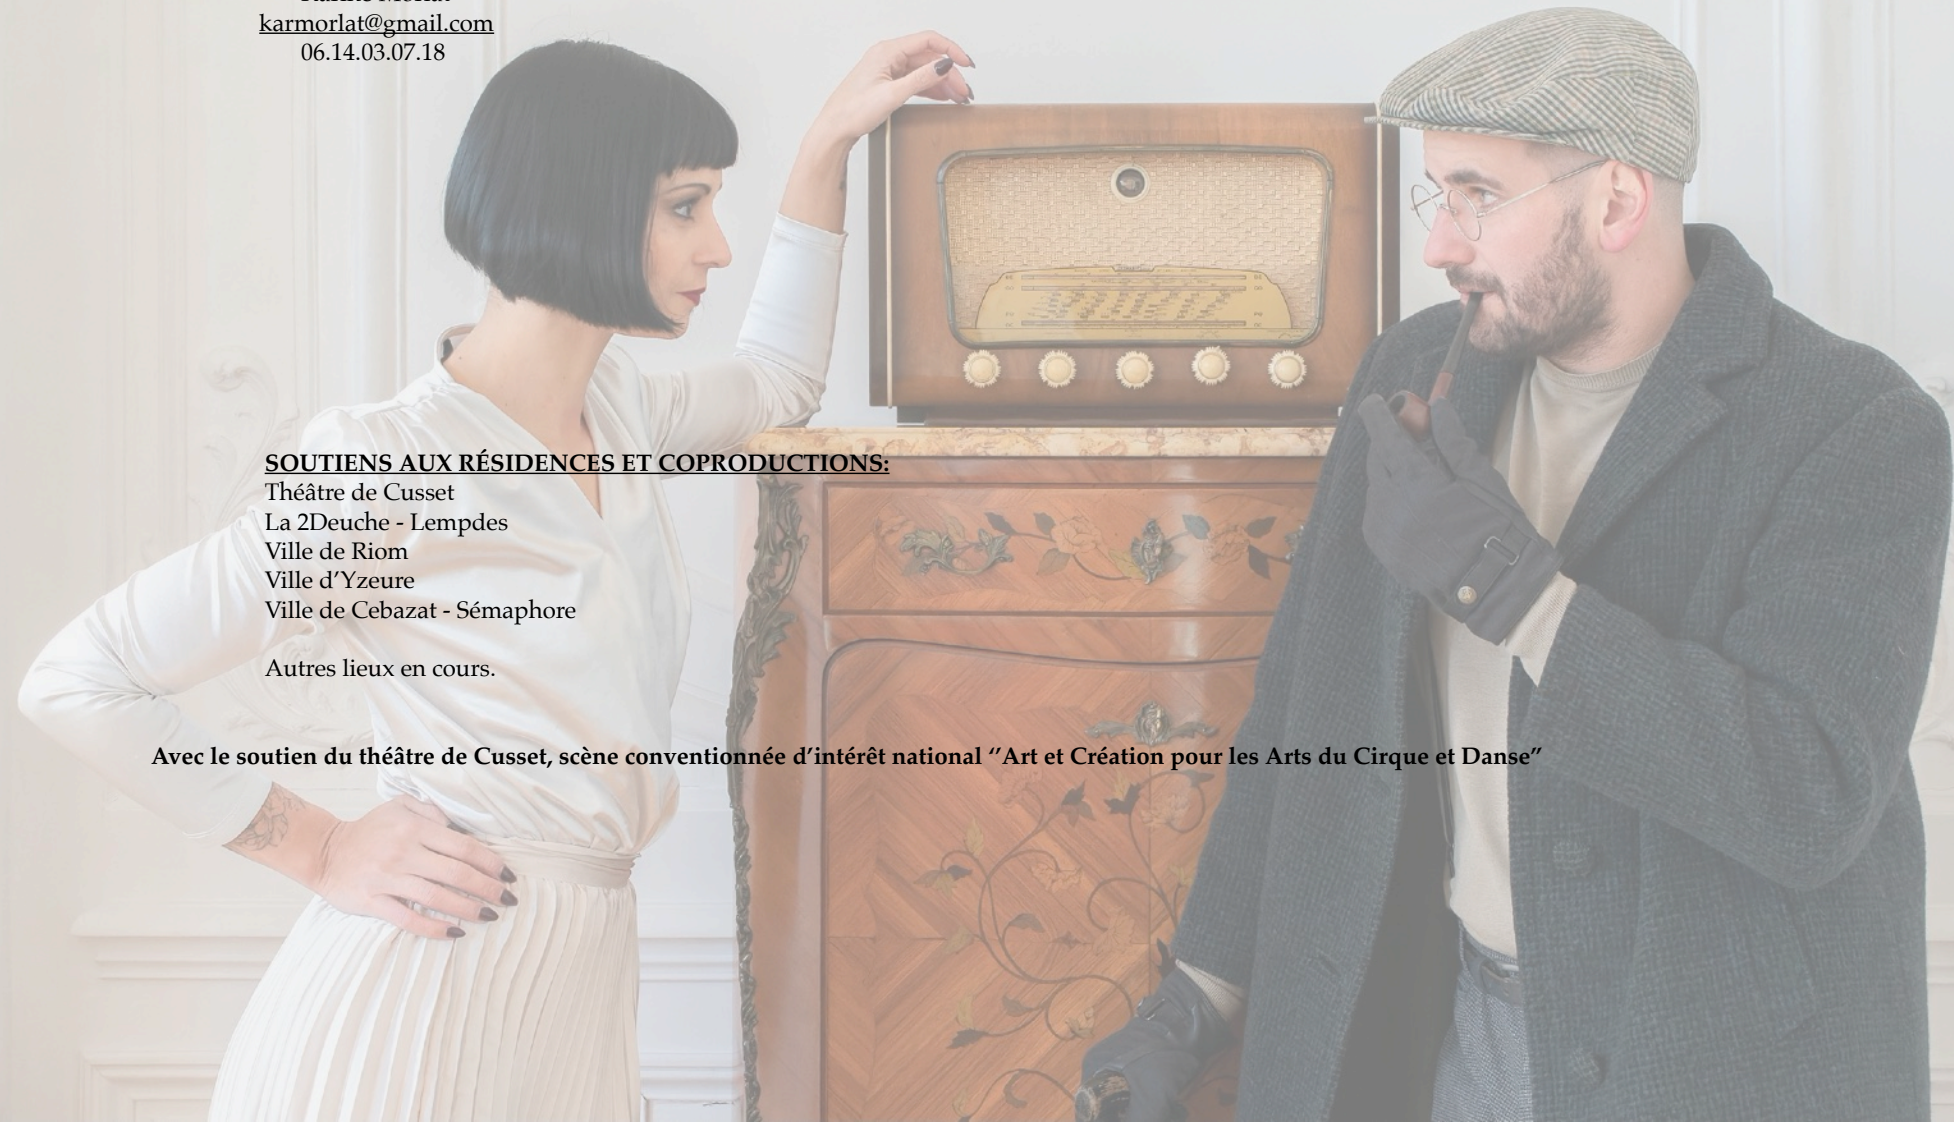 karmorlat@gmail.com
06.14.03.07.18
SOUTIENS AUX RÉSIDENCES ET COPRODUCTIONS:
Théâtre de Cusset
La 2Deuche - Lempdes
Ville de Riom
Ville d’Yzeure
Ville de Cebazat - Sémaphore
Autres lieux en cours.
Avec le soutien du théâtre de Cusset, scène conventionnée d’intérêt national ‘’Art et Création pour les Arts du Cirque et Danse’’